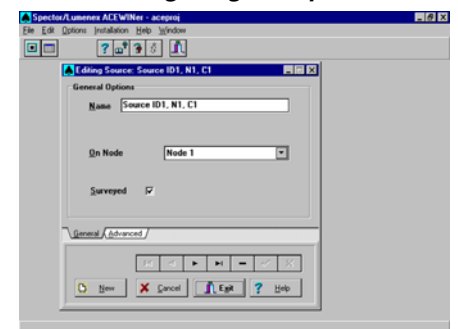 Spector/Lumenex ACEWINer - aceproj
File Edit Options Installation Help Window
Editing Source: Source ID1, N1, C1
General Options
Name Source ID1, N1, C1
On Node Node 1
Surveyed
General Advanced
New Cancel Exit Help